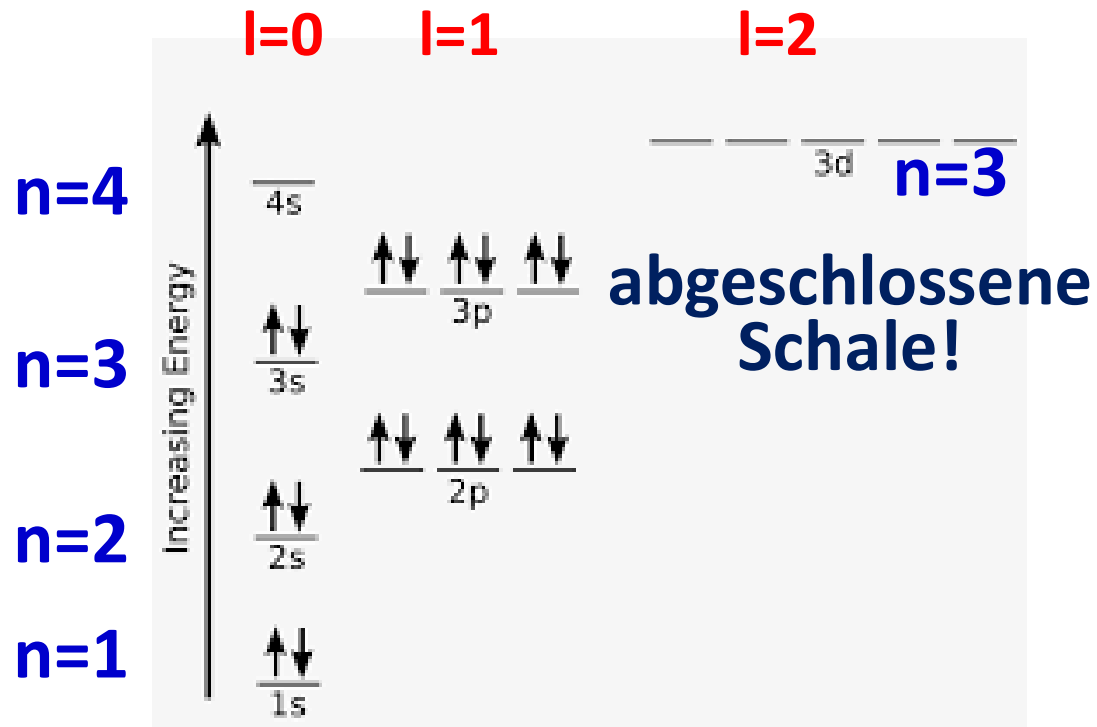 l=0 l=1 l=2
3d
n=3
n=4
4s
3p
abgeschlossene
Schale!
n=3
3s
Increasing Energy
2p
n=2
2s
n=1
1s